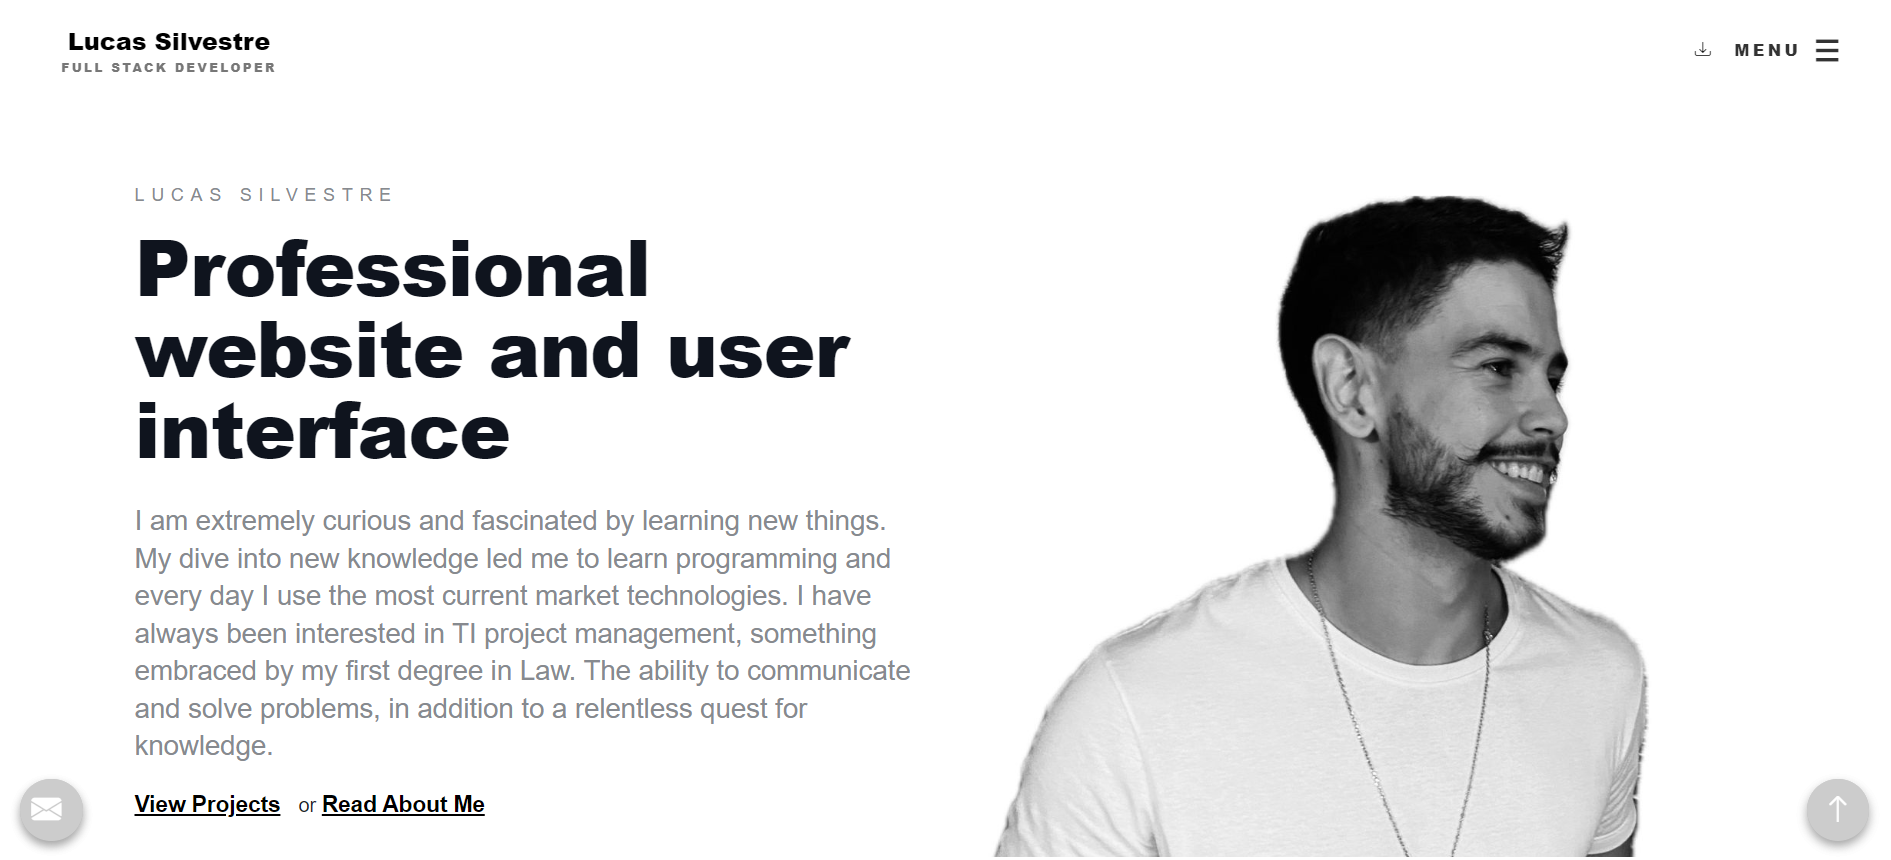 Lucas Silvestre
FULL STACK DEVELOPER
MENU
LUCAS SILVESTRE
Professional
website and user
interface
I am extremely curious and fascinated by learning new things.
My dive into new knowledge led me to learn programming and
every day I use the most current market technologies. I have
always been interested in TI project management, something
embraced by my first degree in Law. The ability to communicate
and solve problems, in addition to a relentless quest for
knowledge.
View Projects or Read About Me